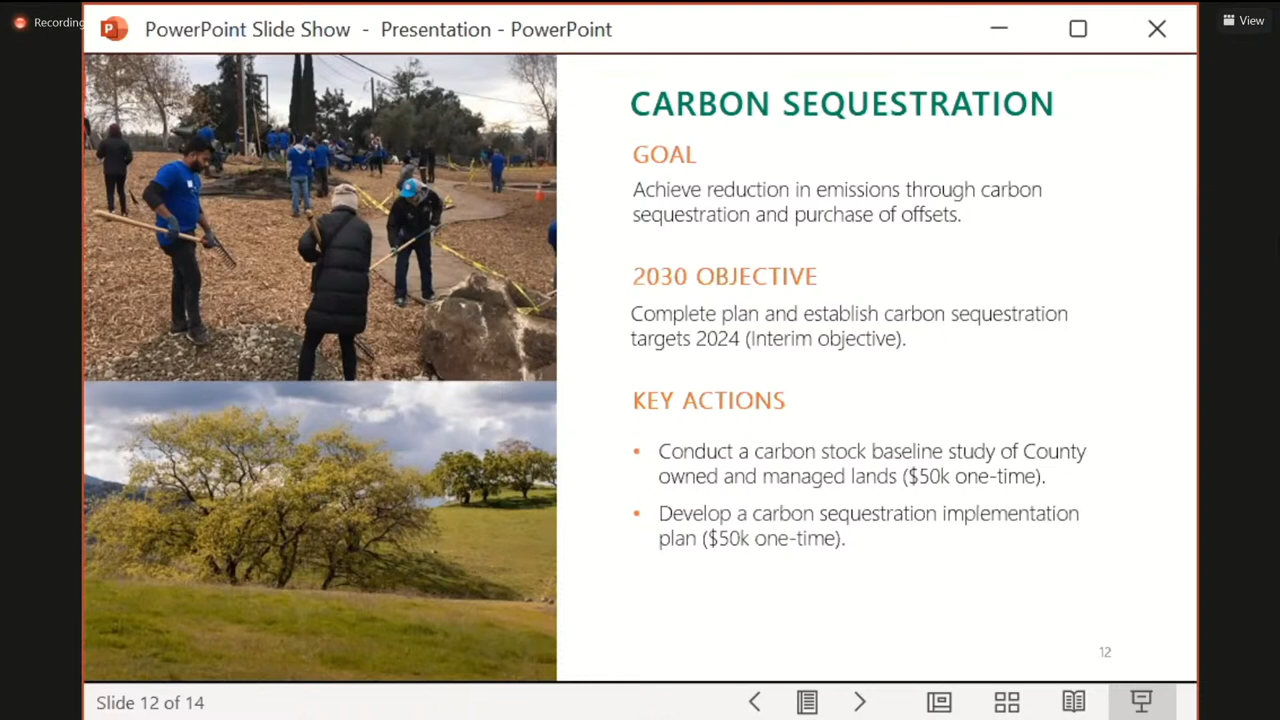 Recording
PowerPoint Slide Show - Presentation - PowerPoint
View
CARBON SEQUESTRATION
GOAL
Achieve reduction in emissions through carbon
sequestration and purchase of offsets.
2030 OBJECTIVE
Complete plan and establish carbon sequestration
targets 2024 (Interim objective).
KEY ACTIONS
• Conduct a carbon stock baseline study of County
owned and managed lands ($50k one-time).
• Develop a carbon sequestration implementation
plan ($50k one-time).
12
Slide 12 of 14